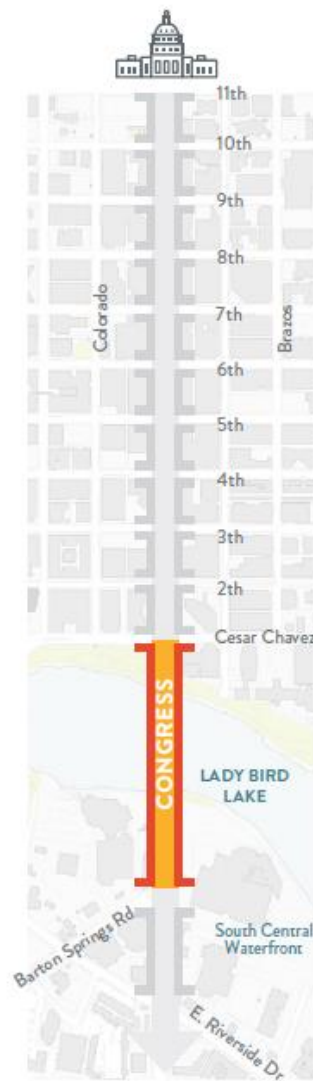 11th
10th
9th
8th
Colorado
7th
Brazos
6th
5th
4th
3th
2th
Cesar Chavez
CONGRESS
LADY BIRD
LAKE
Barton Springs Rd
South Central
Waterfront
E. Riverside Dr